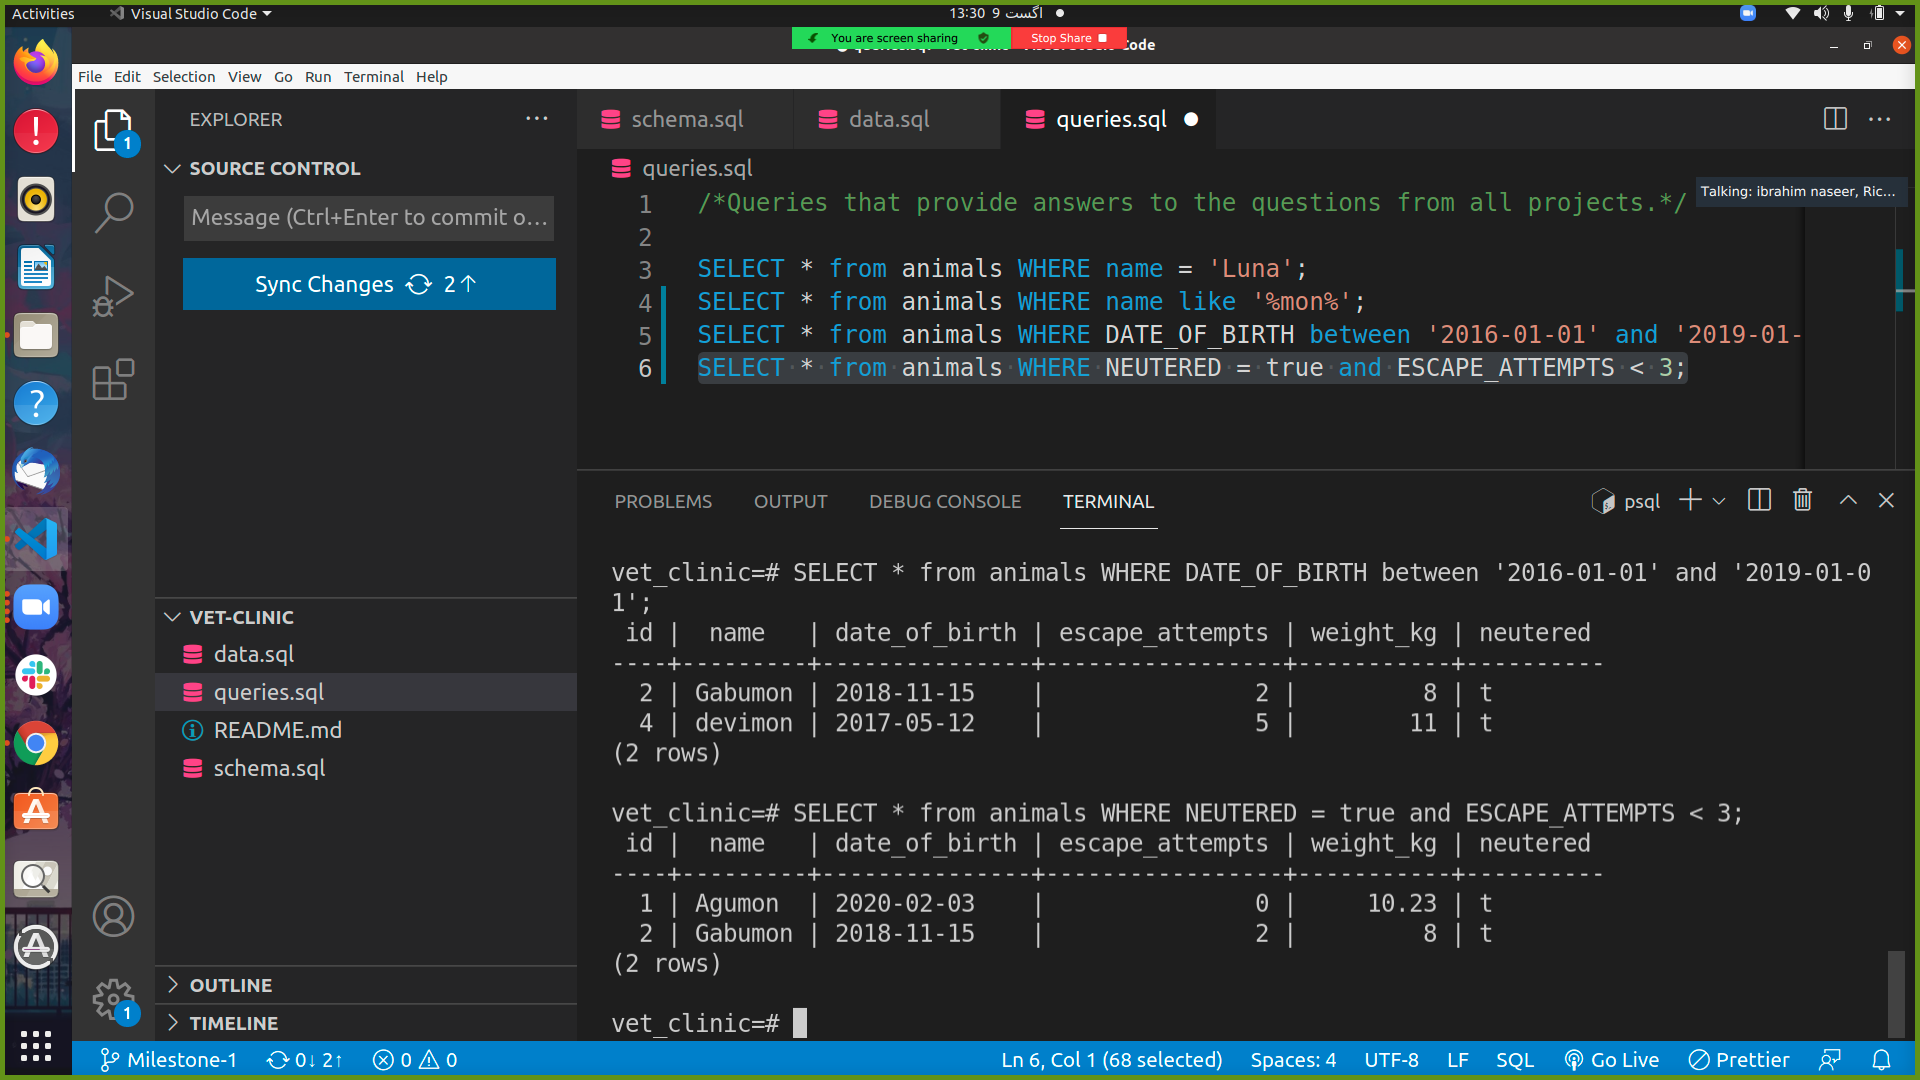 Activities
Visual Studio Code
13:30 9 اگست
You are screen sharing
Stop Share
Code
File Edit Selection View Go Run Terminal Help
EXPLORER
schema.sql
data.sql
queries.sql
1
SOURCE CONTROL
Message (Ctrl+Enter to commit o...
Sync Changes 2↑
queries.sql
Talking: ibrahim naseer, Ric...
1 /*Queries that provide answers to the questions from all projects.*/
2
3 SELECT * from animals WHERE name = 'Luna';
4 SELECT * from animals WHERE name like '%mon%';
5 SELECT * from animals WHERE DATE_OF_BIRTH between '2016-01-01' and '2019-01-
6 SELECT * from animals WHERE NEUTERED = true and ESCAPE_ATTEMPTS < 3;
PROBLEMS OUTPUT DEBUG CONSOLE TERMINAL
psql
vet_clinic=# SELECT * from animals WHERE DATE_OF_BIRTH between '2016-01-01' and '2019-01-0
1';
id | name | date_of_birth | escape_attempts | weight_kg | neutered
----+---------+---------------+-----------------+-----------+----------
2 | Gabumon | 2018-11-15 | 2 | 8 | t
4 | devimon | 2017-05-12 | 5 | 11 | t
(2 rows)
vet_clinic=# SELECT * from animals WHERE NEUTERED = true and ESCAPE_ATTEMPTS < 3;
id | name | date_of_birth | escape_attempts | weight_kg | neutered
----+---------+---------------+-----------------+-----------+----------
1 | Agumon | 2020-02-03 | 0 | 10.23 | t
2 | Gabumon | 2018-11-15 | 2 | 8 | t
(2 rows)
vet_clinic=#
VET-CLINIC
data.sql
queries.sql
README.md
schema.sql
OUTLINE
TIMELINE
1
Milestone-1
0↓ 2↑
0
0
Ln 6, Col 1 (68 selected)
Spaces: 4
UTF-8
LF
SQL
Go Live
Prettier